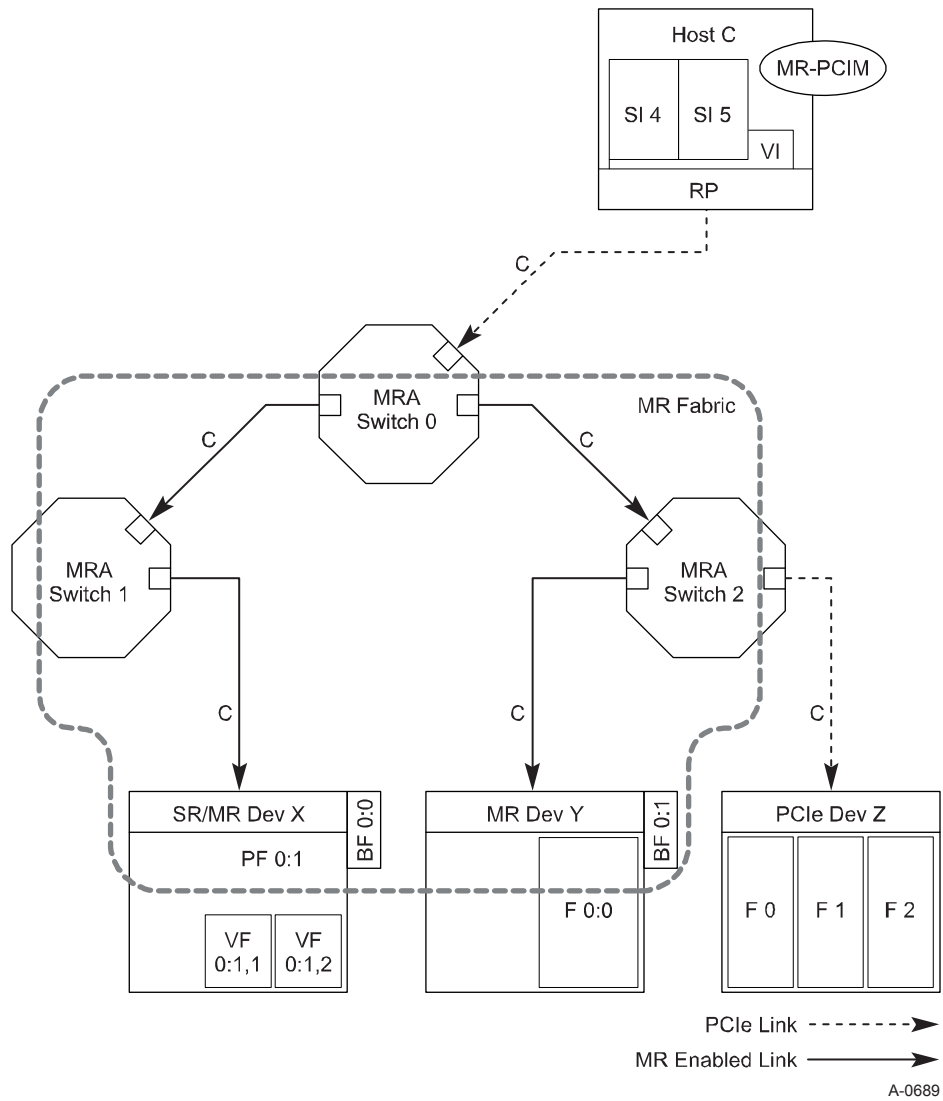 Host C
MR-PCIM
SI 4
SI 5
VI
RP
C
MRA
Switch 0
MR Fabric
C
C
MRA
Switch 1
MRA
Switch 2
C
C
C
SR/MR Dev X
BF 0:0
PF 0:1
VF
0:1,1
VF
0:1,2
MR Dev Y
BF 0:1
F 0:0
PCIe Dev Z
F 0
F 1
F 2
PCIe Link
MR Enabled Link
A-0689